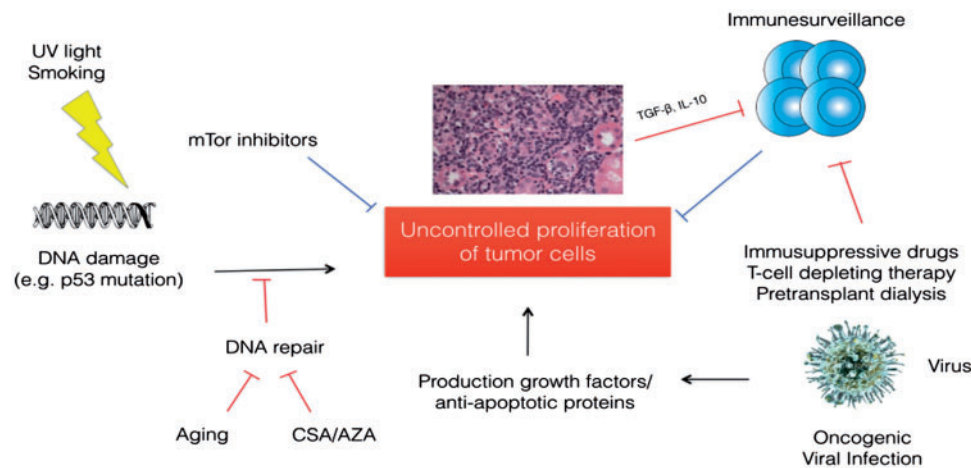 UV light
Smoking
Immunesurveillance
TGF-β, IL-10
mTor inhibitors
Uncontrolled proliferation
of tumor cells
DNA damage
(e.g. p53 mutation)
Immusuppressive drugs
T-cell depleting therapy
Pretransplant dialysis
DNA repair
Production growth factors/
anti-apoptotic proteins
Virus
Aging
CSA/AZA
Oncogenic
Viral Infection